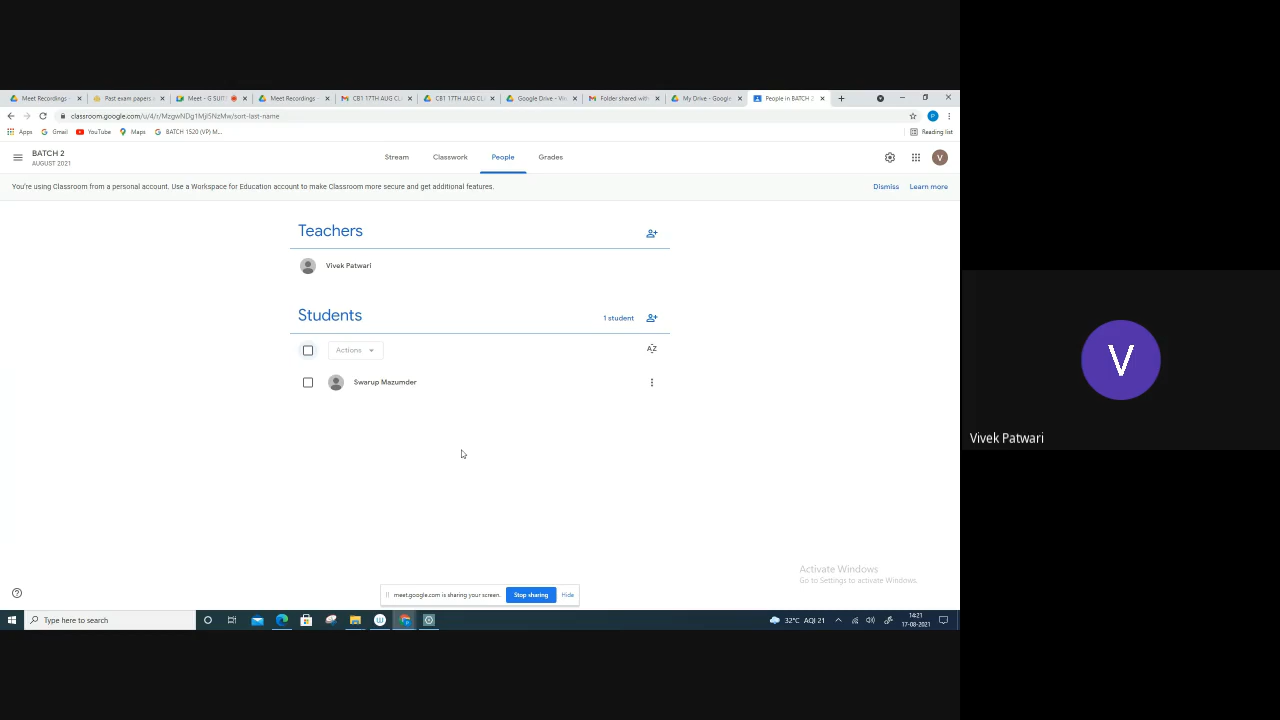 Meet Recordings - Past exam papers Meet - G SUIT Meet Recordings - CB1 17TH AUG CL CB1 17TH AUG CL Google Drive - Vir Folder shared with My Drive - Google People in BATCH 2
classroom.google.com/u/4/r/MzgwNDg1MjI5NzMw/sort-last-name P
Apps Gmail YouTube Maps BATCH 1520 (VP) M... Reading list
BATCH 2
AUGUST 2021
Stream Classwork People Grades V
You're using Classroom from a personal account. Use a Workspace for Education account to make Classroom more secure and get additional features. Dismiss Learn more
Teachers
Vivek Patwari
Students 1 student
Actions AZ
Swarup Mazumder
V
Vivek Patwari
Activate Windows
Go to Settings to activate Windows.
meet.google.com is sharing your screen. Stop sharing Hide
Type here to search 32°C AQI 21 14:21
17-08-2021